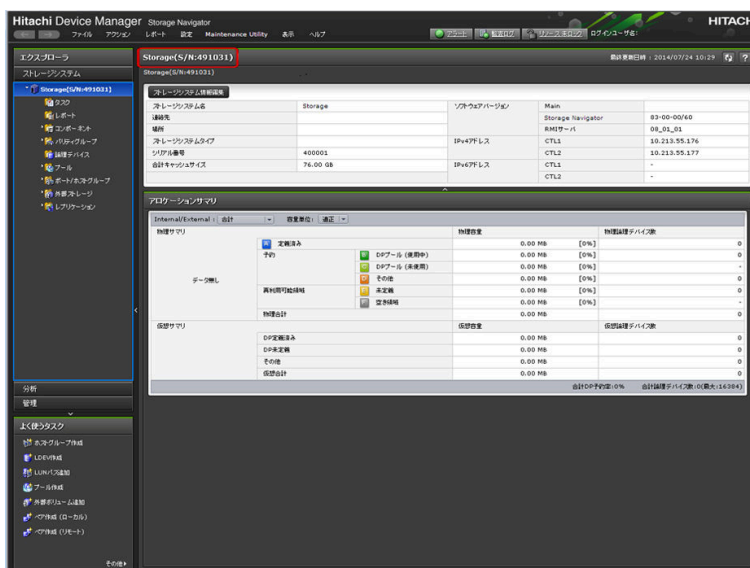 Hitachi Device Manager Storage Navigator
HITACH
ファイル アクション レポート 設定 Maintenance Utility 表示 ヘルプ
アラート
リソースロック
ログインユーザ名:
エクスプローラ
ストレージシステム
Storage(S/N:491031)
タスク
レポート
コンポーネント
パリティグループ
論理デバイス
プール
ポート/ホストグループ
外部ストレージ
レプリケーション
分析
管理
よく使うタスク
ホストグループ作成
LDEV作成
LUNパス追加
プール作成
外部ボリューム追加
ペア作成 (ローカル)
ペア作成 (リモート)
その他
Storage(S/N:491031)
最終更新日時 : 2014/07/24 10:29
Storage(S/N:491031)
ストレージシステム情報編集
ストレージシステム名 Storage ソフトウェアバージョン Main
連絡先 Storage Navigator 83-00-00/60
場所 RMIサーバ 08_01_01
ストレージシステムタイプ IPv4アドレス CTL1 10.213.55.176
シリアル番号 400001 CTL2 10.213.55.177
合計キャッシュサイズ 76.00 GB IPv6アドレス CTL1 -
CTL2 -
アロケーションサマリ
Internal/External : 合計 容量単位: 適正
物理サマリ 物理容量 物理論理デバイス数
データ無し
定義済み 0.00 MB [0%] 0
予約 DPプール (使用中) 0.00 MB [0%] 0
DPプール (未使用) 0.00 MB [0%] -
その他 0.00 MB [0%] 0
再利用可能領域 未定義 0.00 MB [0%] 0
空き領域 0.00 MB [0%] -
物理合計 0.00 MB 0
仮想サマリ 仮想容量 仮想論理デバイス数
DP定義済み 0.00 MB 0
DP未定義 0.00 MB 0
その他 0.00 MB 0
仮想合計 0.00 MB 0
合計DP予約率:0% 合計論理デバイス数:0(最大:16384)